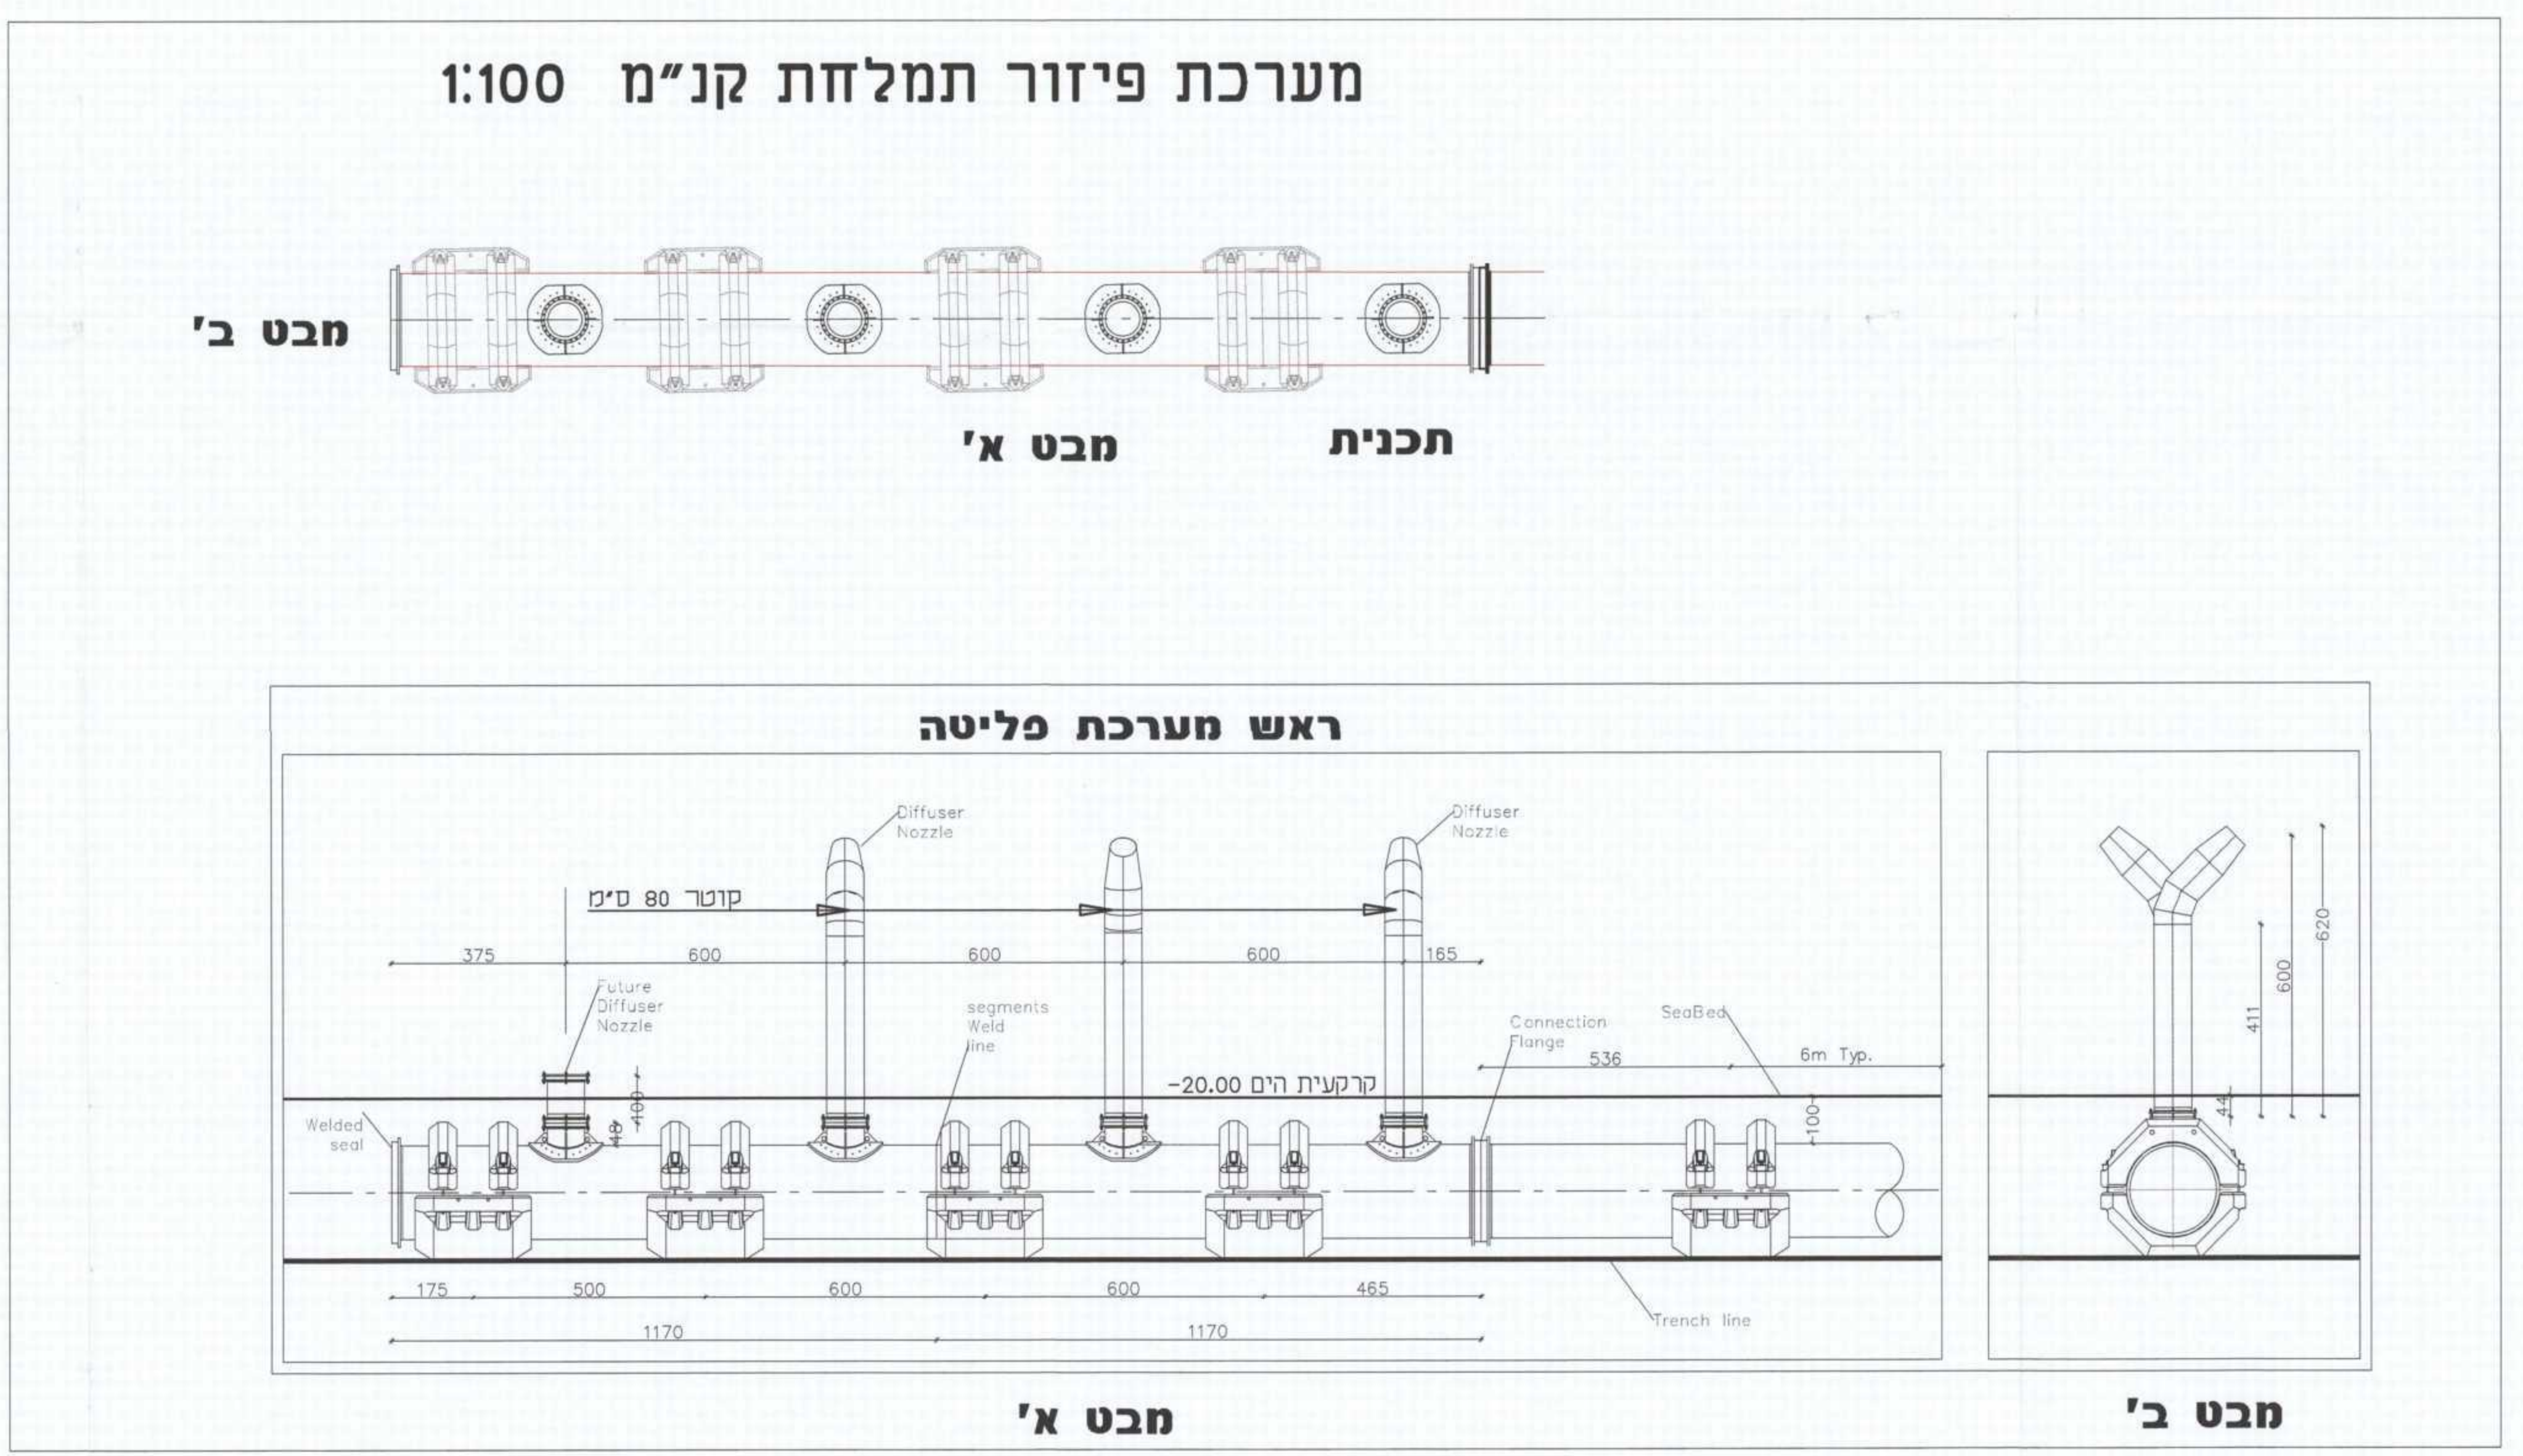 מערכת פיזור תמלחת קנ"מ 1:100
מבט ב'
מבט א'
תכנית
ראש מערכת פליטה
Diffuser
Nozzle
Diffuser
Nozzle
קוטר 80 ס'מ
375
600
600
600
165
Future
Diffuser
Nozzle
segments
Weld
line
Connection
Flange
SeaBed
536
6m Typ.
קרקעית הים -20.00
100
40
100
Welded
seal
175
500
600
600
465
1170
1170
Trench line
620
600
411
44
מבט א'
מבט ב'